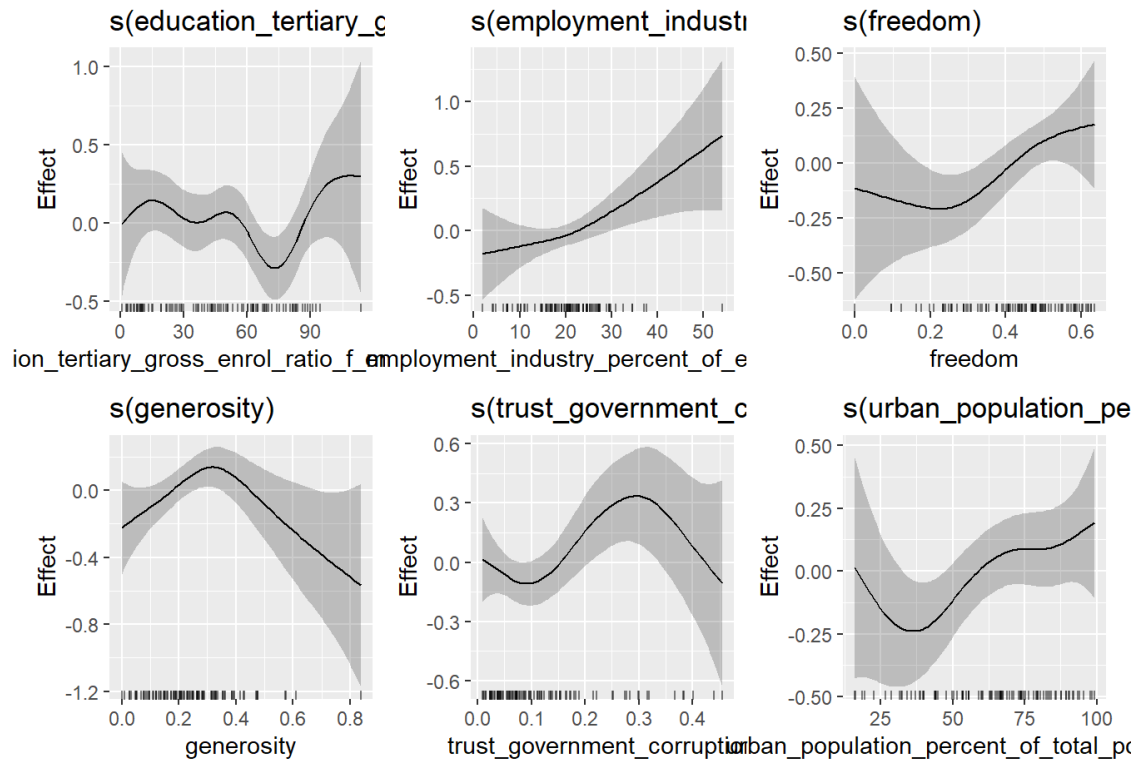 s(education_tertiary_g
1.0
0.5
0.0
-0.5
Effect
0 30 60 90
ion_tertiary_gross_enrol_ratio_f_em
s(employment_industr
1.0
0.5
0.0
-0.5
Effect
0 10 20 30 40 50
employment_industry_percent_of_e
s(freedom)
0.50
0.25
0.00
-0.25
-0.50
Effect
0.0 0.2 0.4 0.6
freedom
s(generosity)
0.0
-0.4
-0.8
-1.2
Effect
0.0 0.2 0.4 0.6 0.8
generosity
s(trust_government_c
0.6
0.3
0.0
-0.3
-0.6
Effect
0.0 0.1 0.2 0.3 0.4
trust_government_corruption
s(urban_population_pe
0.50
0.25
0.00
-0.25
-0.50
Effect
25 50 75 100
urban_population_percent_of_total_po